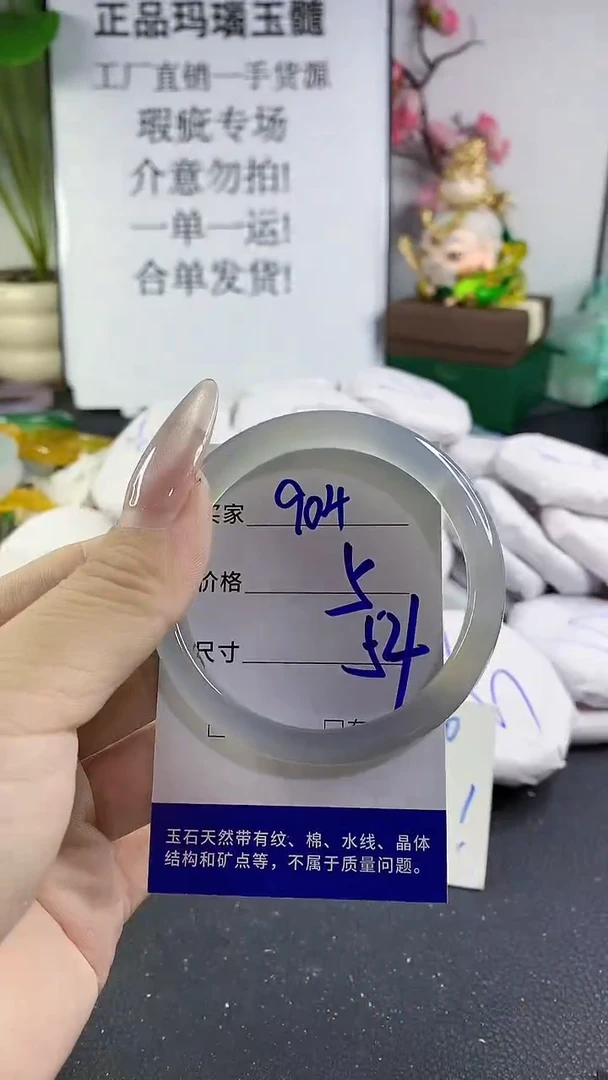 正品玛瑙玉髓
工厂直销一手货源
瑕疵专场
介意勿拍!
一单一运!
合单发货!
买家 904
价格 5
尺寸 54
玉石天然带有纹、棉、水线、晶体
结构和矿点等，不属于质量问题。